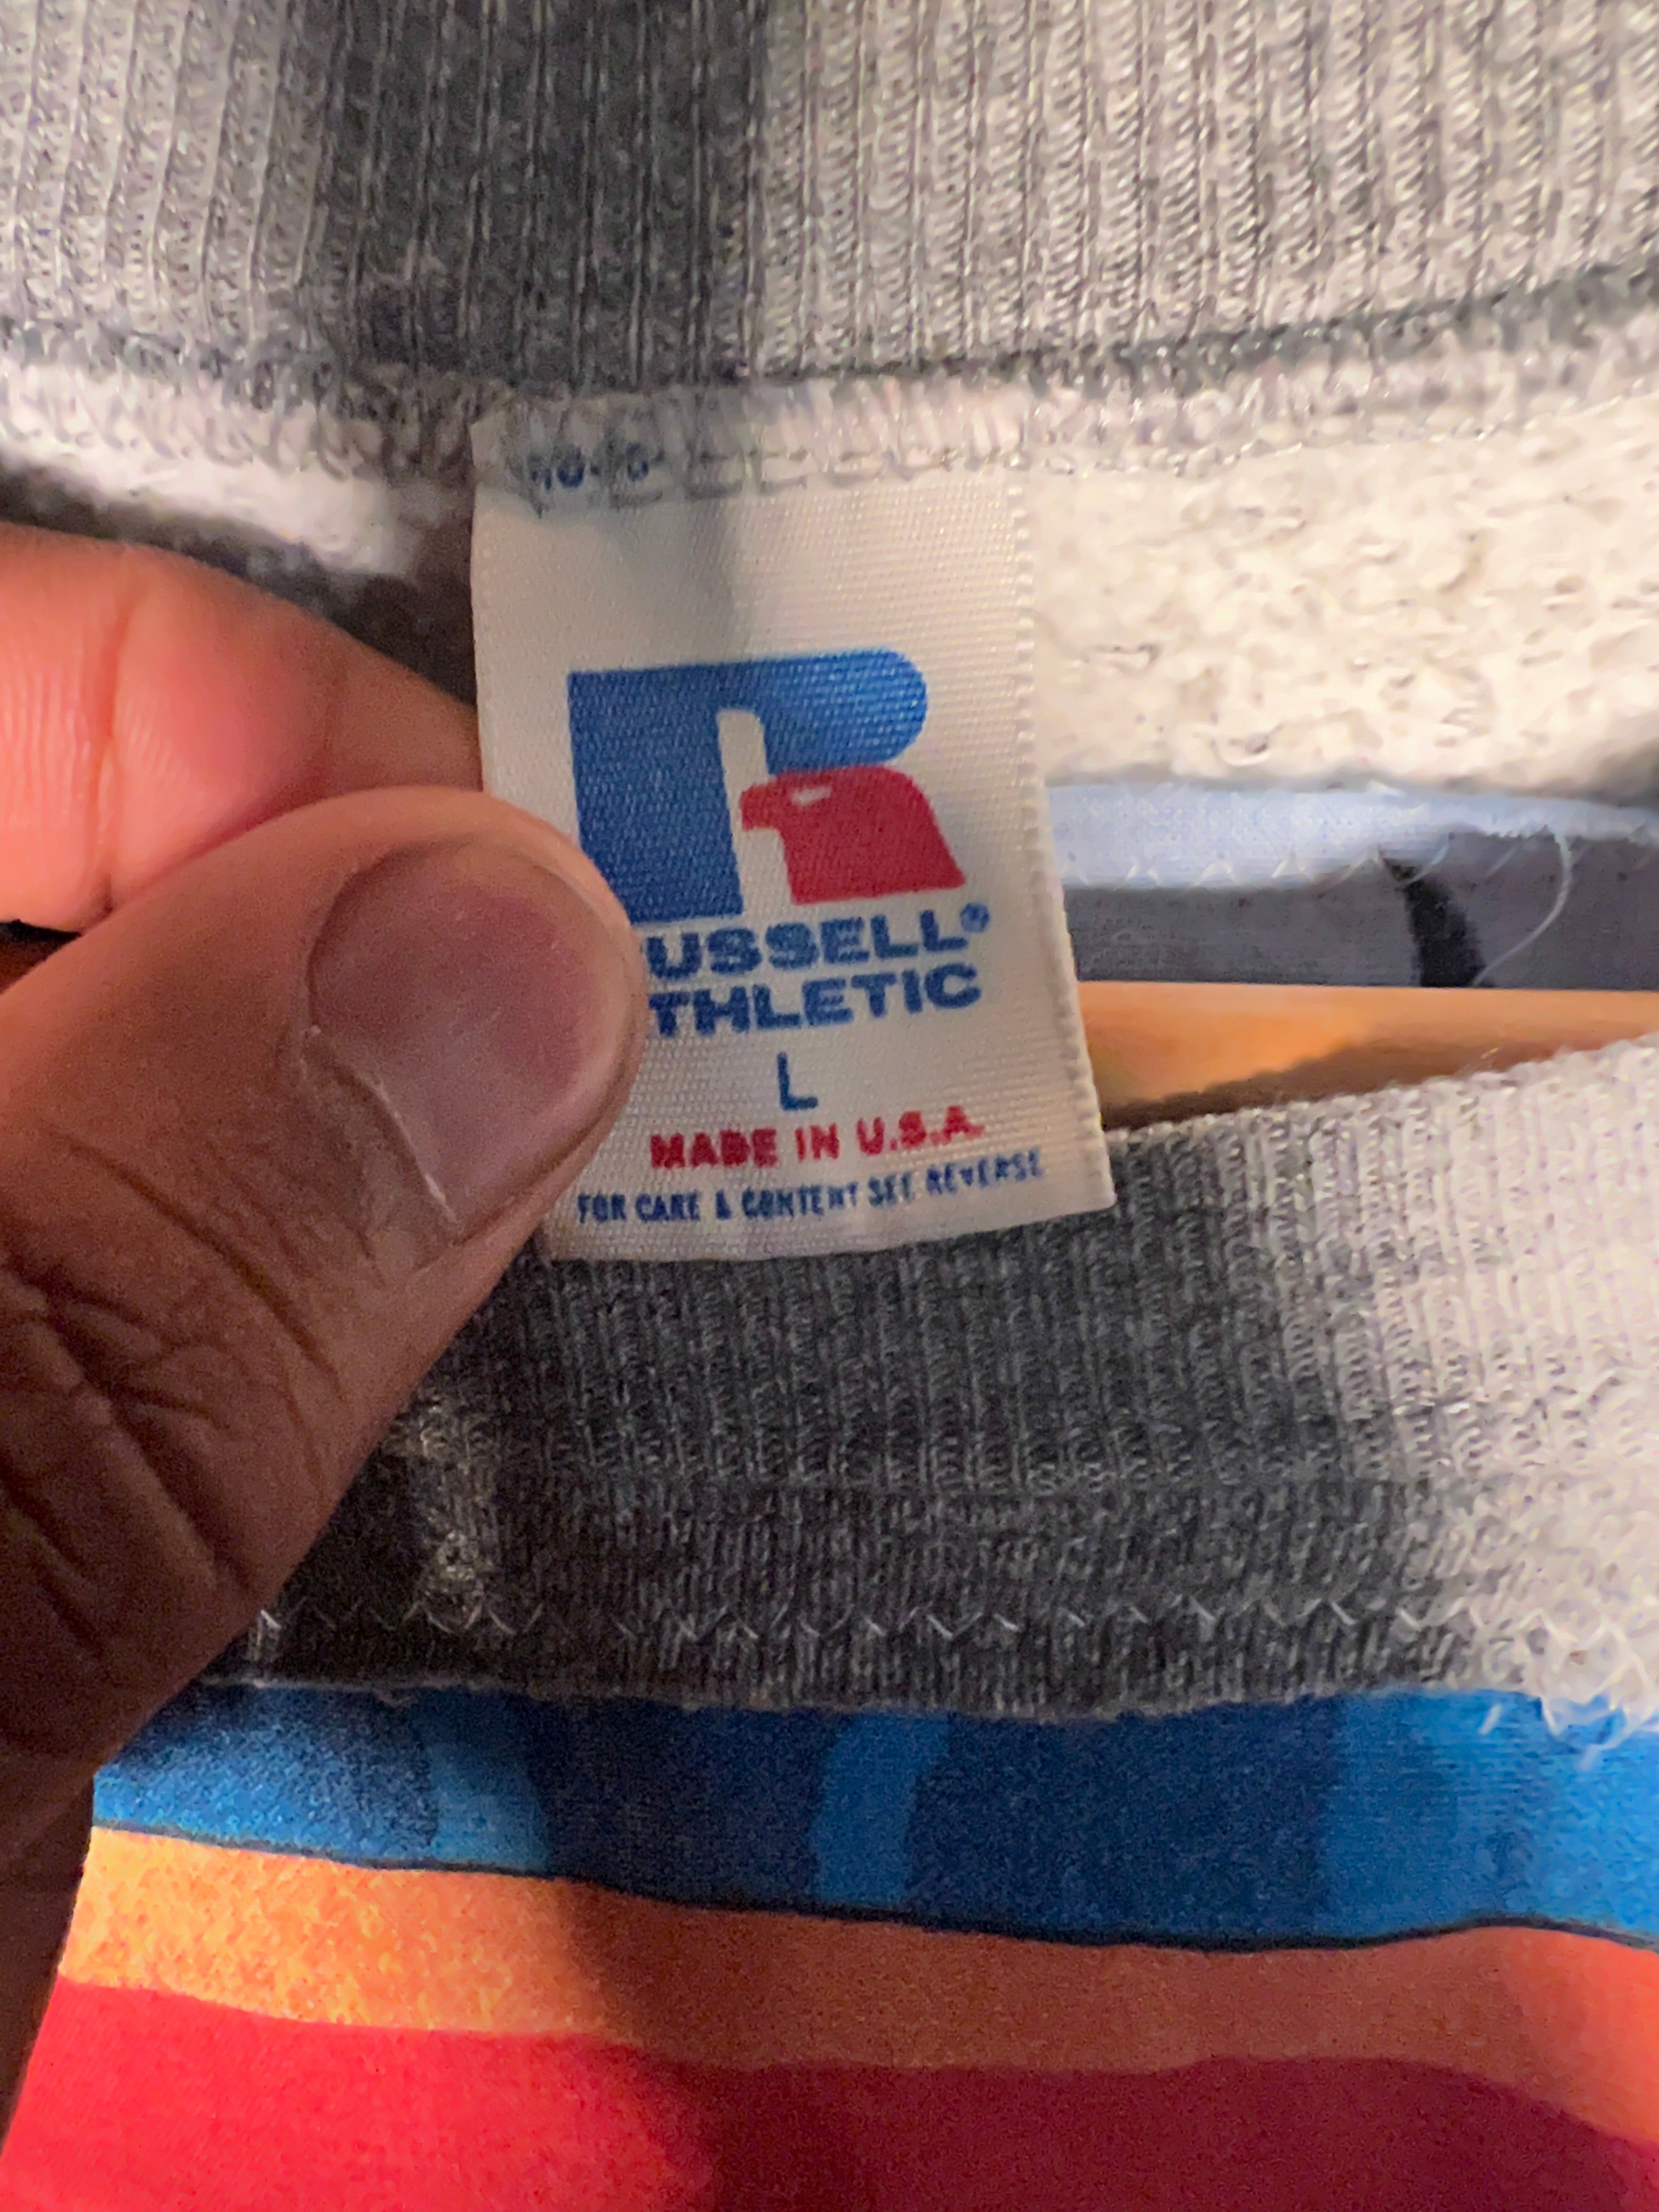 USSELL®
THLETIC
L
MADE IN U.S.A.
FOR CARE & CONTENT SEE REVERSE